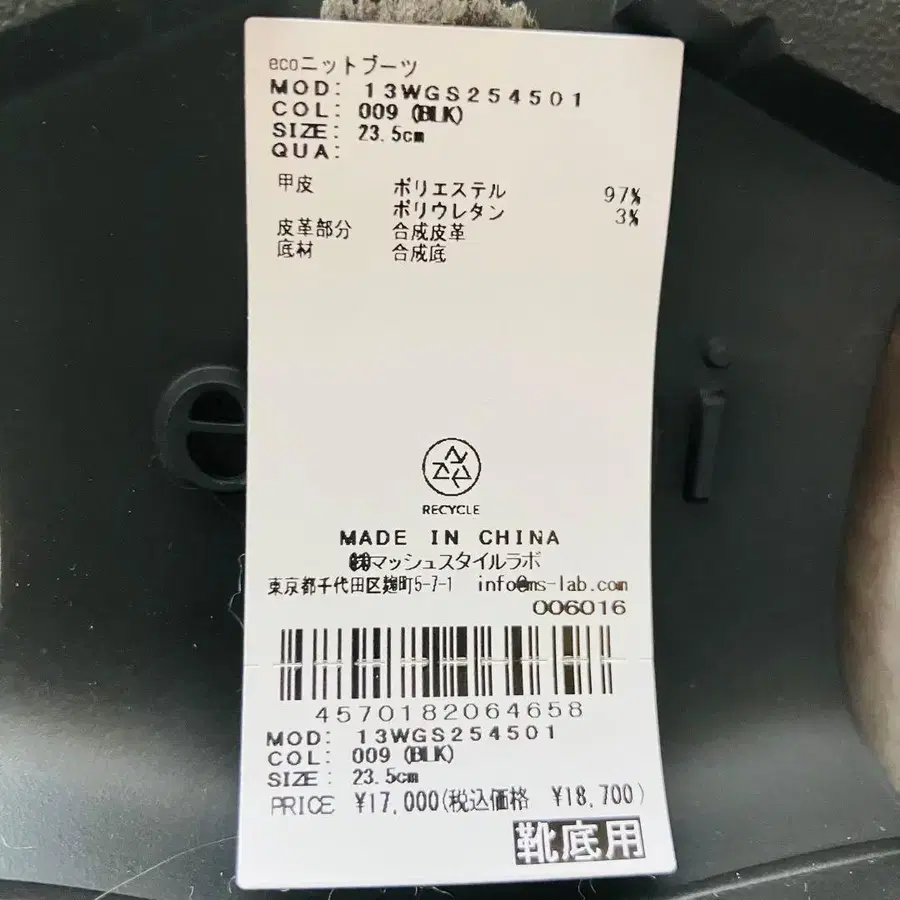 ecoニットブーツ
MOD: 13WGS254501
COL: 009 (BLK)
SIZE: 23.5cm
QUA:
甲皮 ポリエステル 97%
ポリウレタン 3%
皮革部分 合成皮革
底材 合成底
RECYCLE
MADE IN CHINA
㈱マッシュスタイルラボ
東京都千代田区麹町5-7-1 info@ms-lab.com
006016
4570182064658
MOD: 13WGS254501
COL: 009 (BLK)
SIZE: 23.5cm
PRICE ¥17,000(税込価格 ¥18,700)
靴底用
e i